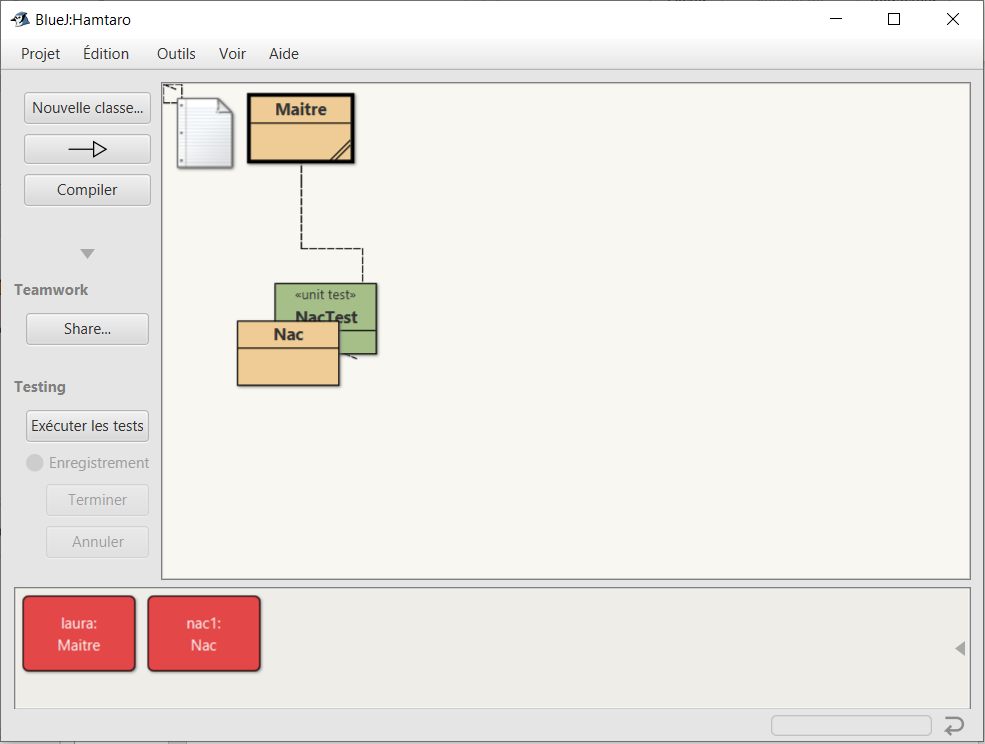 BlueJ:Hamtaro
Projet Édition Outils Voir Aide
Nouvelle classe...
Compiler
Teamwork
Share...
Testing
Exécuter les tests
Enregistrement
Terminer
Annuler
Maitre
«unit test»
NacTest
Nac
laura:
Maitre
nac1:
Nac